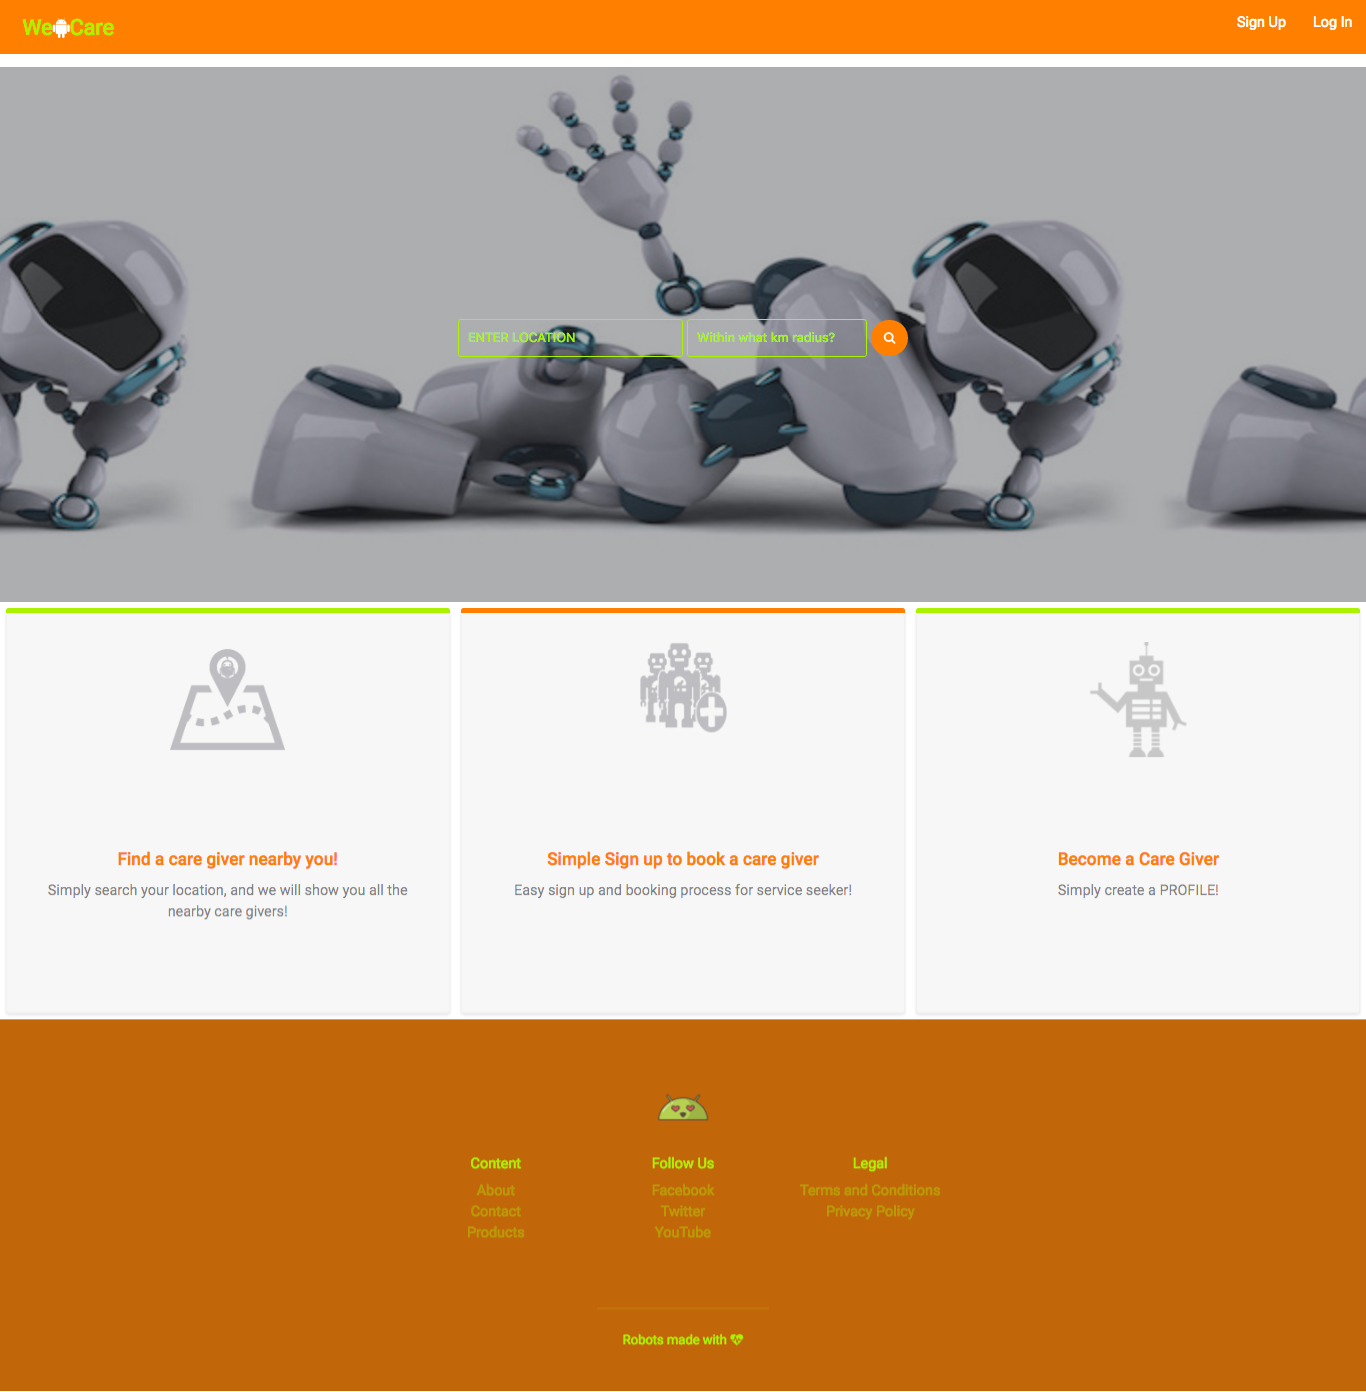 We Care
Sign Up
Log In
ENTER LOCATION
Within what km radius?
Find a care giver nearby you!
Simply search your location, and we will show you all the
nearby care givers!
Simple Sign up to book a care giver
Easy sign up and booking process for service seeker!
Become a Care Giver
Simply create a PROFILE!
Content
About
Contact
Products
Follow Us
Facebook
Twitter
YouTube
Legal
Terms and Conditions
Privacy Policy
Robots made with